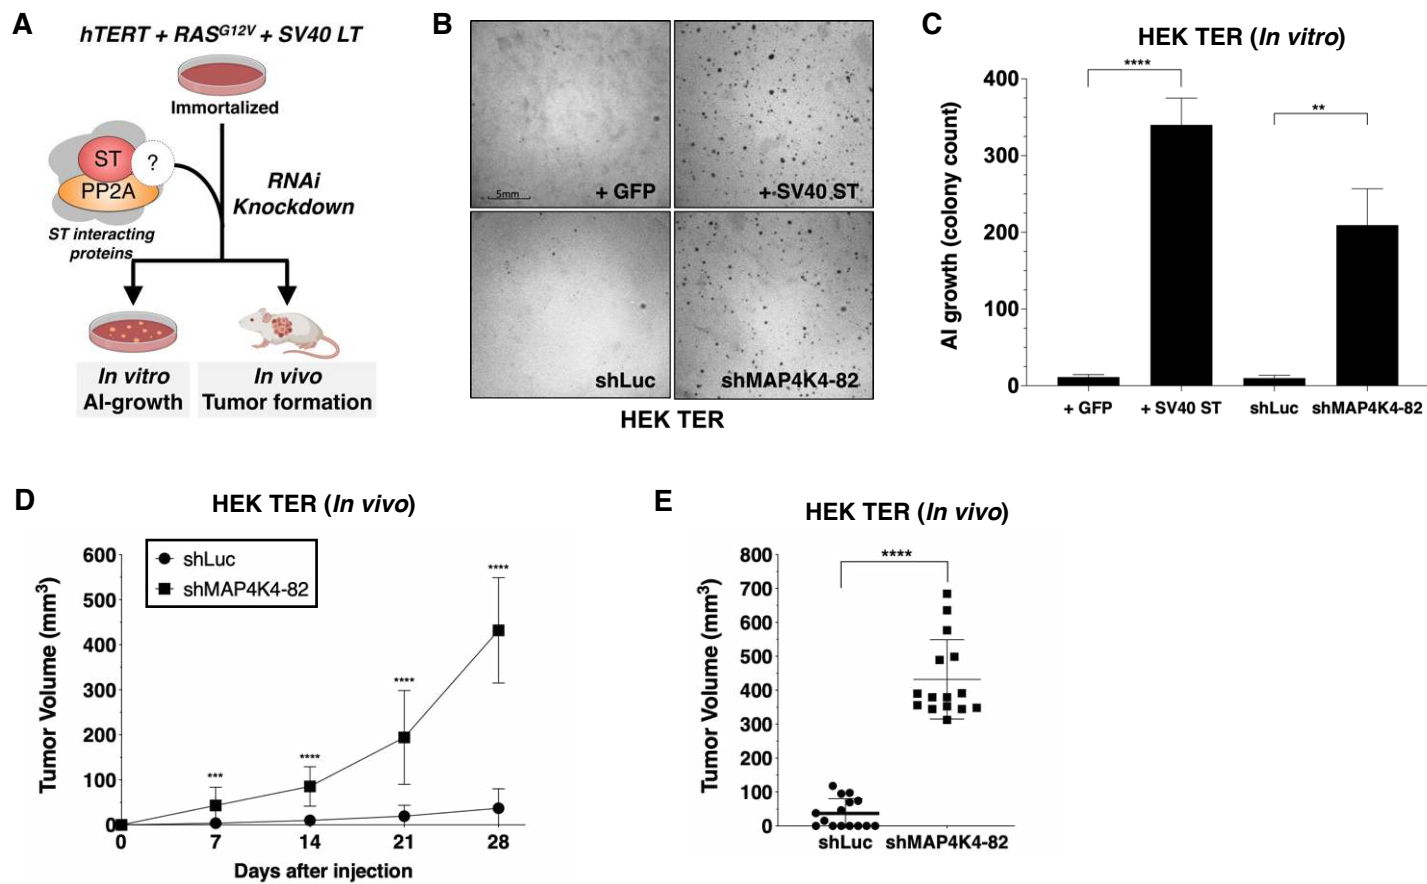 A
hTERT + RASG12V + SV40 LT
Immortalized
ST
?
PP2A
RNAi
Knockdown
ST interacting
proteins
In vitro
AI-growth
In vivo
Tumor formation
B
5mm
+ GFP
+ SV40 ST
shLuc
shMAP4K4-82
HEK TER
C
HEK TER (In vitro)
****
**
AI growth (colony count)
400
300
200
100
0
+ GFP
+ SV40 ST
shLuc
shMAP4K4-82
D
HEK TER (In vivo)
shLuc
shMAP4K4-82
Tumor Volume (mm3)
600
500
400
300
200
100
0
***
****
****
****
0
7
14
21
28
Days after injection
E
HEK TER (In vivo)
****
Tumor Volume (mm3)
800
700
600
500
400
300
200
100
0
shLuc
shMAP4K4-82